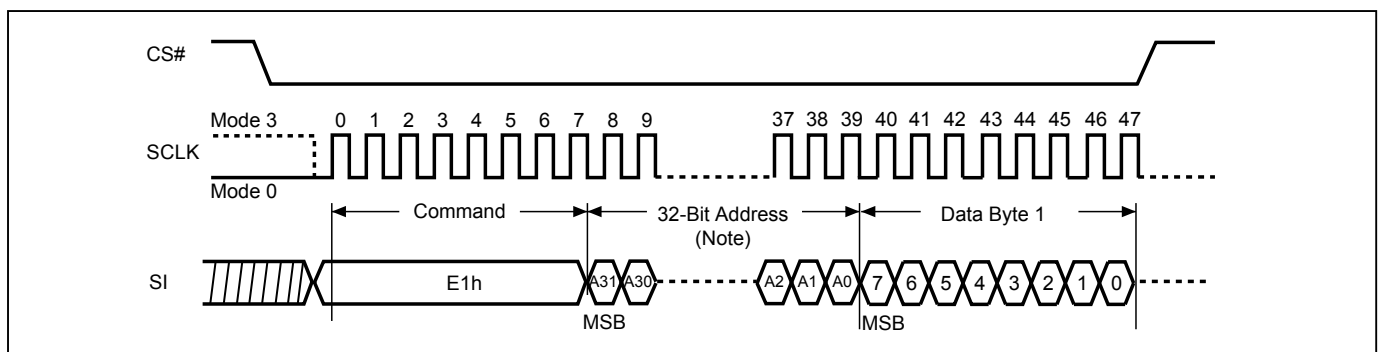 CS#
Mode 3
0 1 2 3 4 5 6 7 8 9 37 38 39 40 41 42 43 44 45 46 47
SCLK
Mode 0
Command 32-Bit Address Data Byte 1
(Note)
SI E1h A31 A30 A2 A1 A0 7 6 5 4 3 2 1 0
MSB MSB